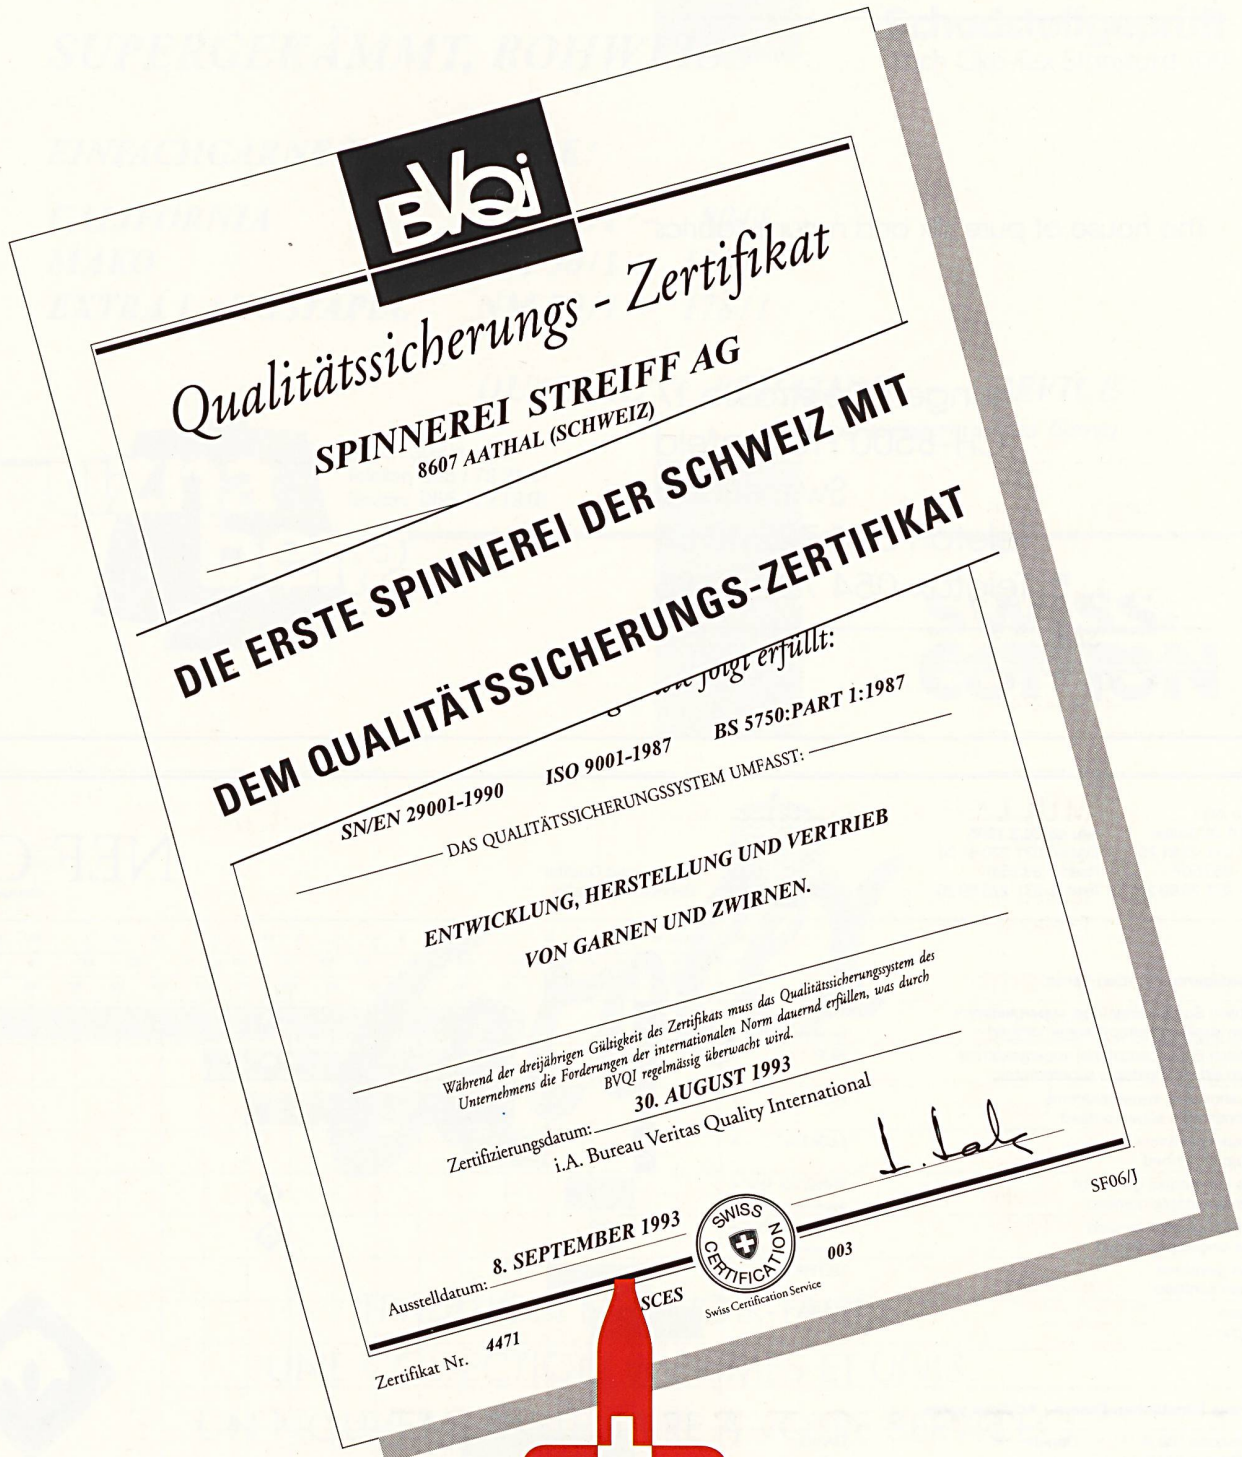 BVQi
Qualitätssicherungs - Zertifikat
SPINNEREI STREIFF AG
8607 AATHAL (SCHWEIZ)
DIE ERSTE SPINNEREI DER SCHWEIZ MIT
DEM QUALITÄTSSICHERUNGS-ZERTIFIKAT
folgt erfüllt:
SN/EN 29001-1990 ISO 9001-1987 BS 5750:PART 1:1987
DAS QUALITÄTSSICHERUNGSSYSTEM UMFASST:
ENTWICKLUNG, HERSTELLUNG UND VERTRIEB
VON GARNEN UND ZWIRNEN.
Während der dreijährigen Gültigkeit des Zertifikats muss das Qualitätssicherungssystem des
Unternehmens die Forderungen der internationalen Norm dauernd erfüllen, was durch
BVQI regelmässig überwacht wird.
Zertifizierungsdatum: 30. AUGUST 1993
i.A. Bureau Veritas Quality International
Ausstelldatum: 8. SEPTEMBER 1993
SWISS CERTIFICATION
Swiss Certification Service
SF06/J
Zertifikat Nr. 4471 SCES 003